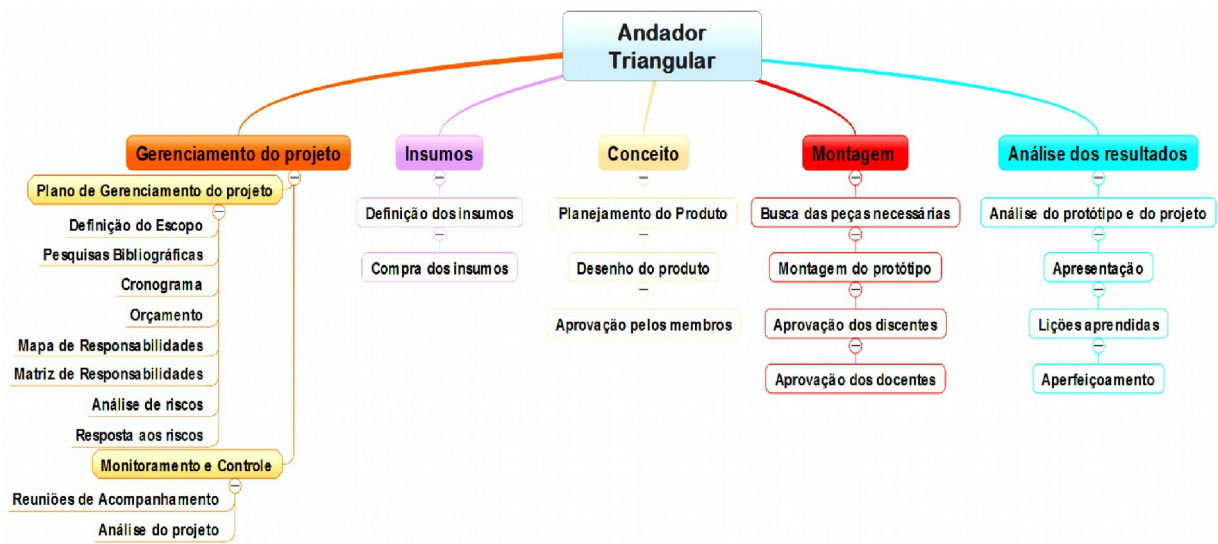 Andador
Triangular
Gerenciamento do projeto
Plano de Gerenciamento do projeto
Definição do Escopo
Pesquisas Bibliográficas
Cronograma
Orçamento
Mapa de Responsabilidades
Matriz de Responsabilidades
Análise de riscos
Resposta aos riscos
Monitoramento e Controle
Reuniões de Acompanhamento
Análise do projeto
Insumos
Definição dos insumos
Compra dos insumos
Conceito
Planejamento do Produto
Desenho do produto
Aprovação pelos membros
Montagem
Busca das peças necessárias
Montagem do protótipo
Aprovação dos discentes
Aprovação dos docentes
Análise dos resultados
Análise do protótipo e do projeto
Apresentação
Lições aprendidas
Aperfeiçoamento